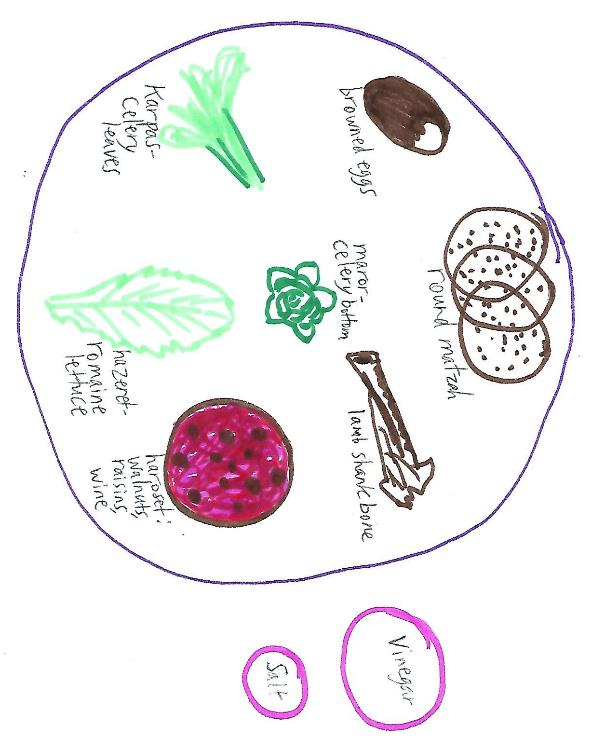 round matzah
browned eggs
maror-
celery bottom
lamb shank bone
Karpas-
celery
leaves
hazeret-
romaine
lettuce
haroset:
walnuts,
raisins,
wine
Vinegar
Salt